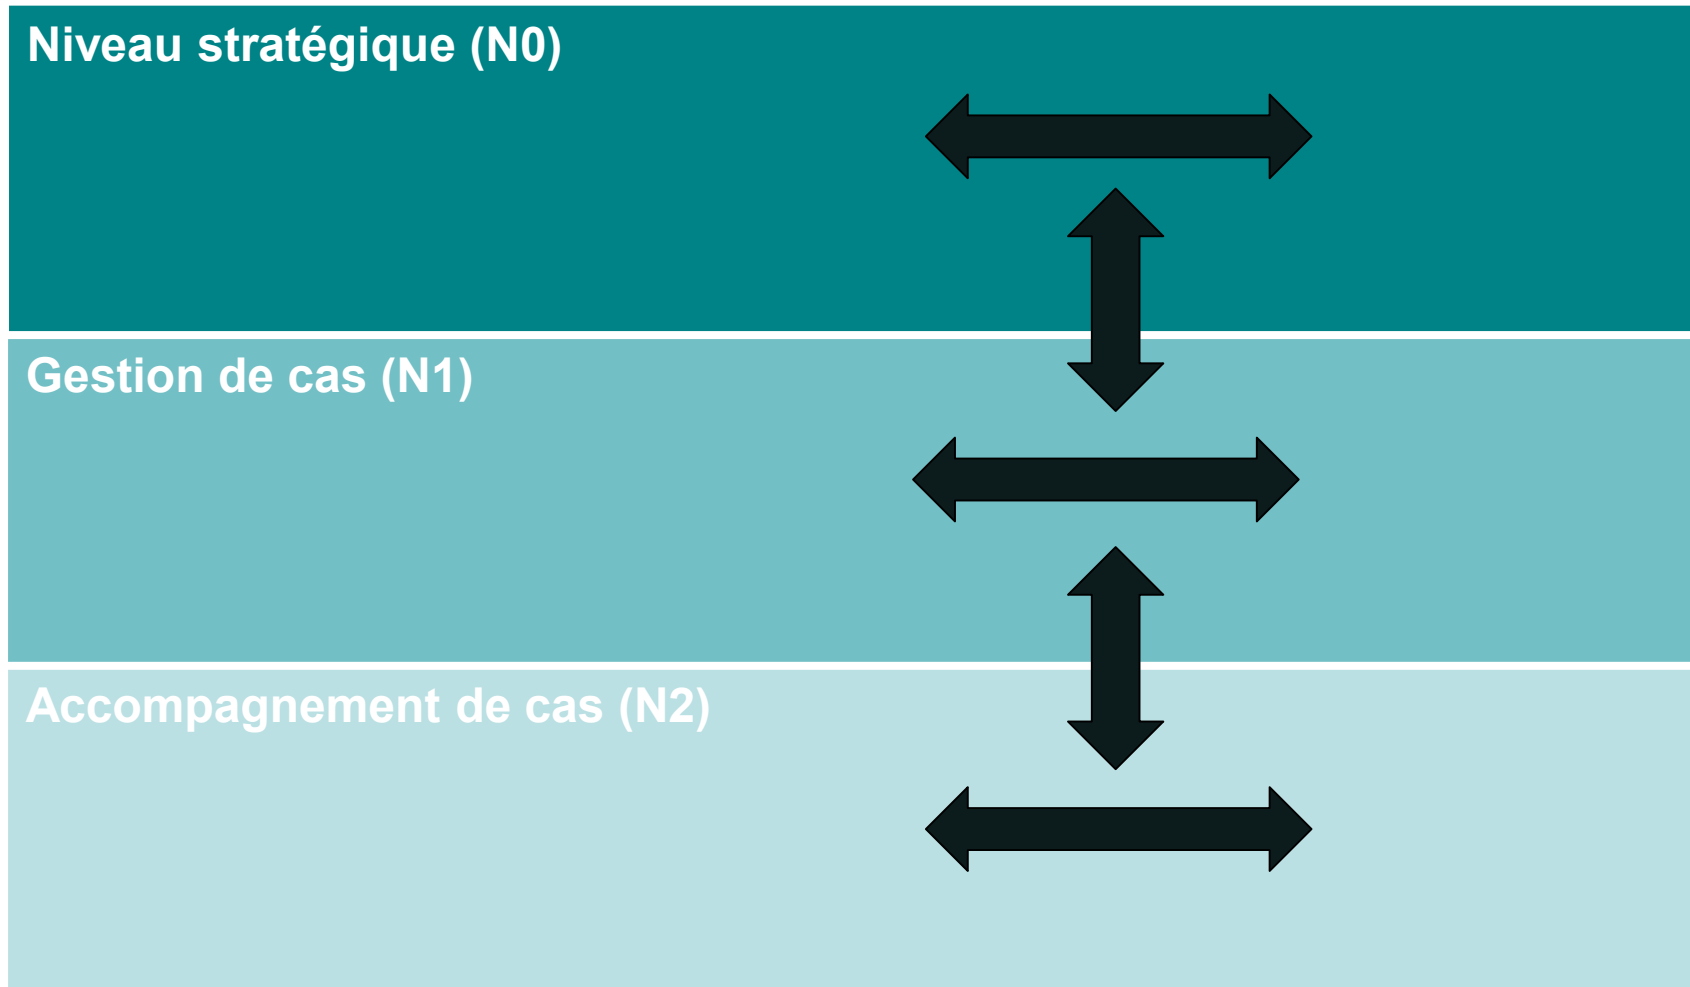 Niveau stratégique (N0)
Gestion de cas (N1)
Accompagnement de cas (N2)